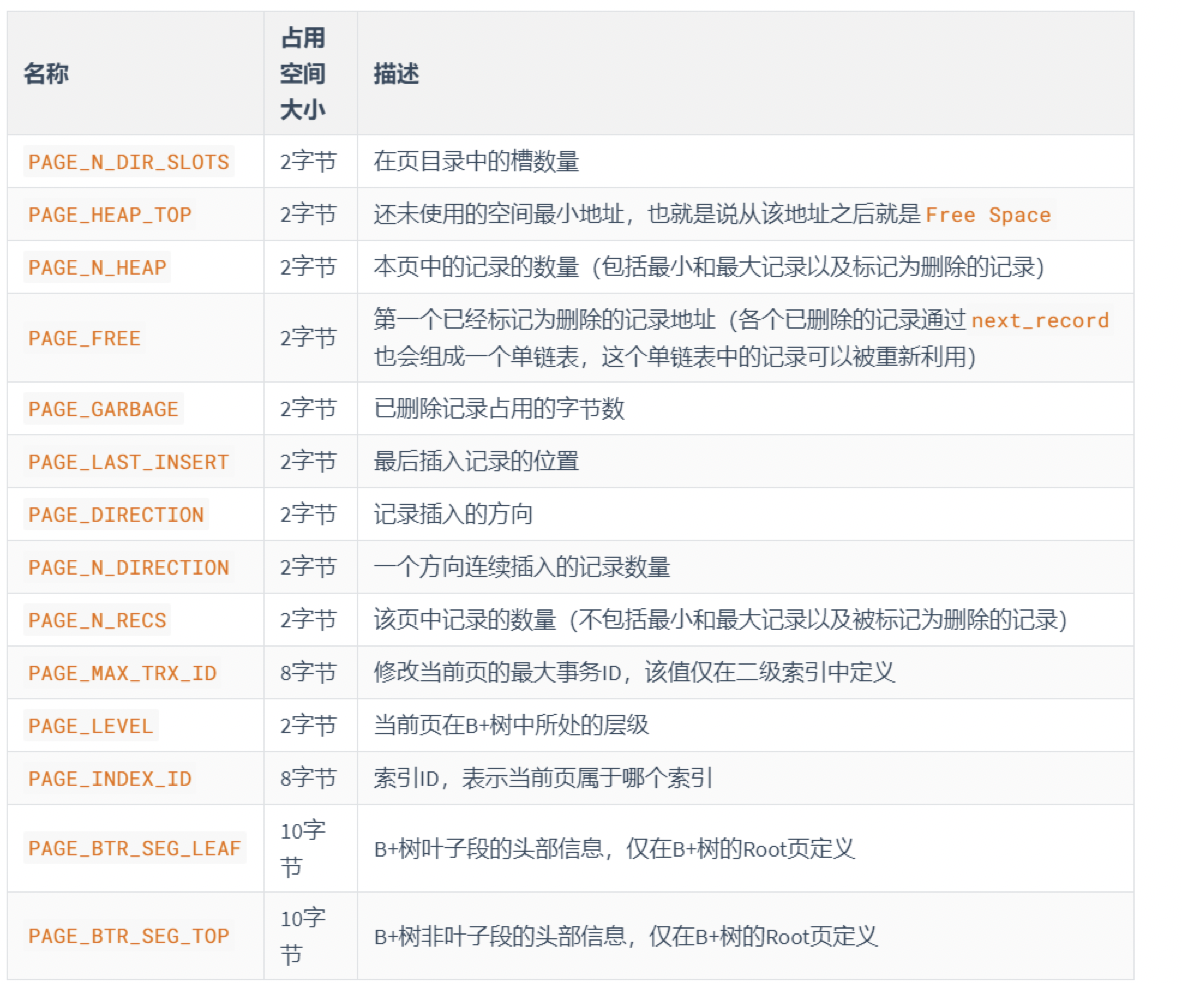 名称 占用空间大小 描述
PAGE_N_DIR_SLOTS 2字节 在页目录中的槽数量
PAGE_HEAP_TOP 2字节 还未使用的空间最小地址，也就是说从该地址之后就是 Free Space
PAGE_N_HEAP 2字节 本页中的记录的数量（包括最小和最大记录以及标记为删除的记录）
PAGE_FREE 2字节 第一个已经标记为删除的记录地址（各个已删除的记录通过 next_record
也会组成一个单链表，这个单链表中的记录可以被重新利用）
PAGE_GARBAGE 2字节 已删除记录占用的字节数
PAGE_LAST_INSERT 2字节 最后插入记录的位置
PAGE_DIRECTION 2字节 记录插入的方向
PAGE_N_DIRECTION 2字节 一个方向连续插入的记录数量
PAGE_N_RECS 2字节 该页中记录的数量（不包括最小和最大记录以及被标记为删除的记录）
PAGE_MAX_TRX_ID 8字节 修改当前页的最大事务ID，该值仅在二级索引中定义
PAGE_LEVEL 2字节 当前页在B+树中所处的层级
PAGE_INDEX_ID 8字节 索引ID，表示当前页属于哪个索引
PAGE_BTR_SEG_LEAF 10字节 B+树叶子段的头部信息，仅在B+树的Root页定义
PAGE_BTR_SEG_TOP 10字节 B+树非叶子段的头部信息，仅在B+树的Root页定义